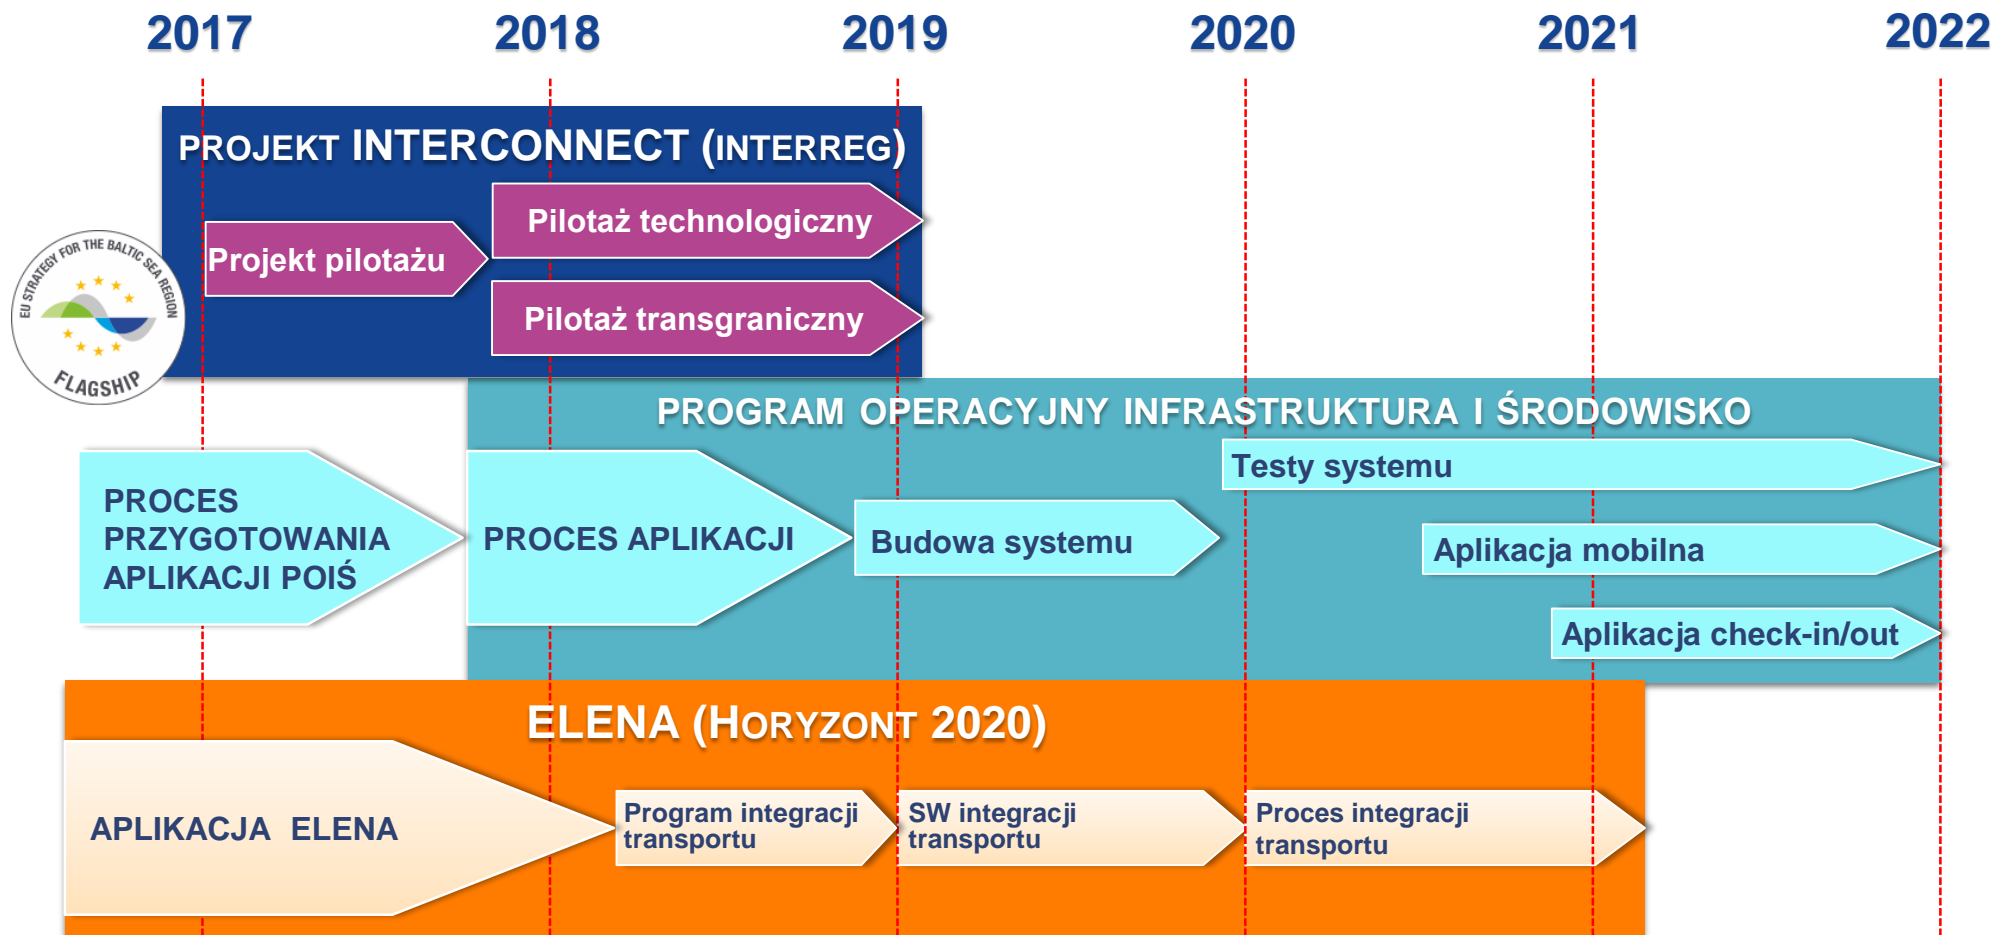 2017 2018 2019 2020 2021 2022
PROJEKT INTERCONNECT (INTERREG)
Pilotaż technologiczny
Projekt pilotażu
Pilotaż transgraniczny
EU STRATEGY FOR THE BALTIC SEA REGION
FLAGSHIP
PROGRAM OPERACYJNY INFRASTRUKTURA I ŚRODOWISKO
Testy systemu
PROCES
PRZYGOTOWANIA
APLIKACJI POIŚ
PROCES APLIKACJI
Budowa systemu
Aplikacja mobilna
Aplikacja check-in/out
ELENA (HORYZONT 2020)
APLIKACJA ELENA
Program integracji
transportu
SW integracji
transportu
Proces integracji
transportu